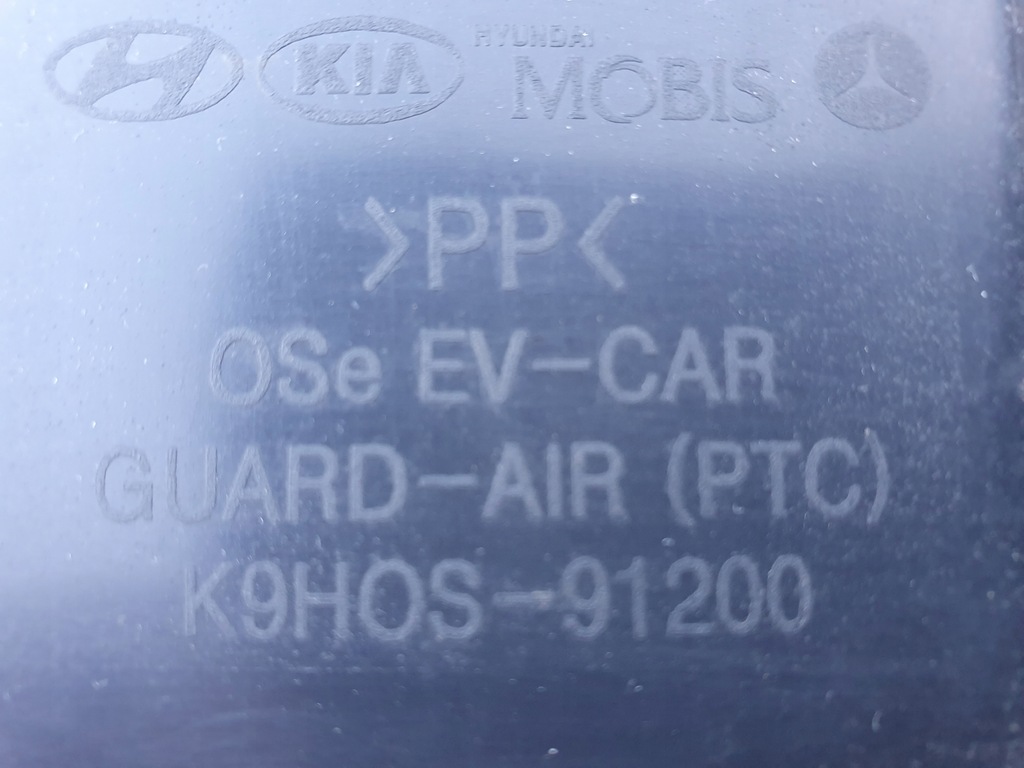 KIA HYUNDAI MOBIS
>PP<
OSe EV-CAR
GUARD-AIR (PTC)
K9HOS-91200